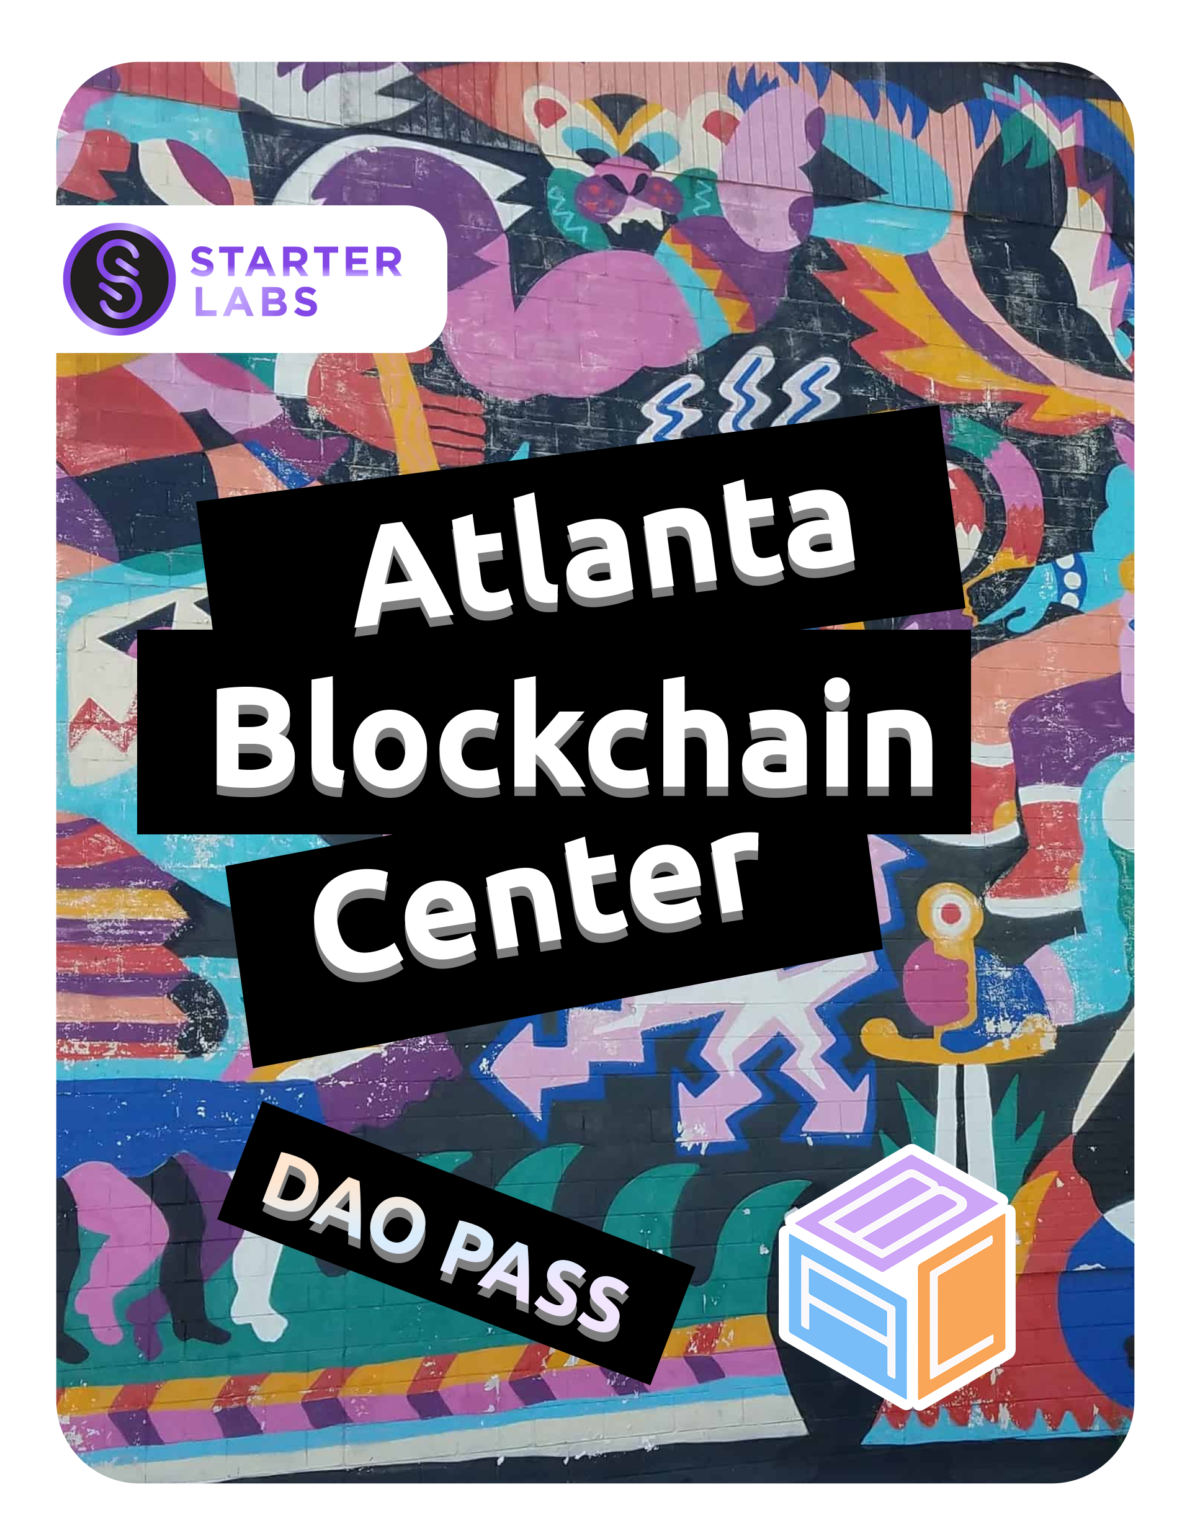 STARTER
LABS
Atlanta
Blockchain
Center
DAO PASS
B
A C